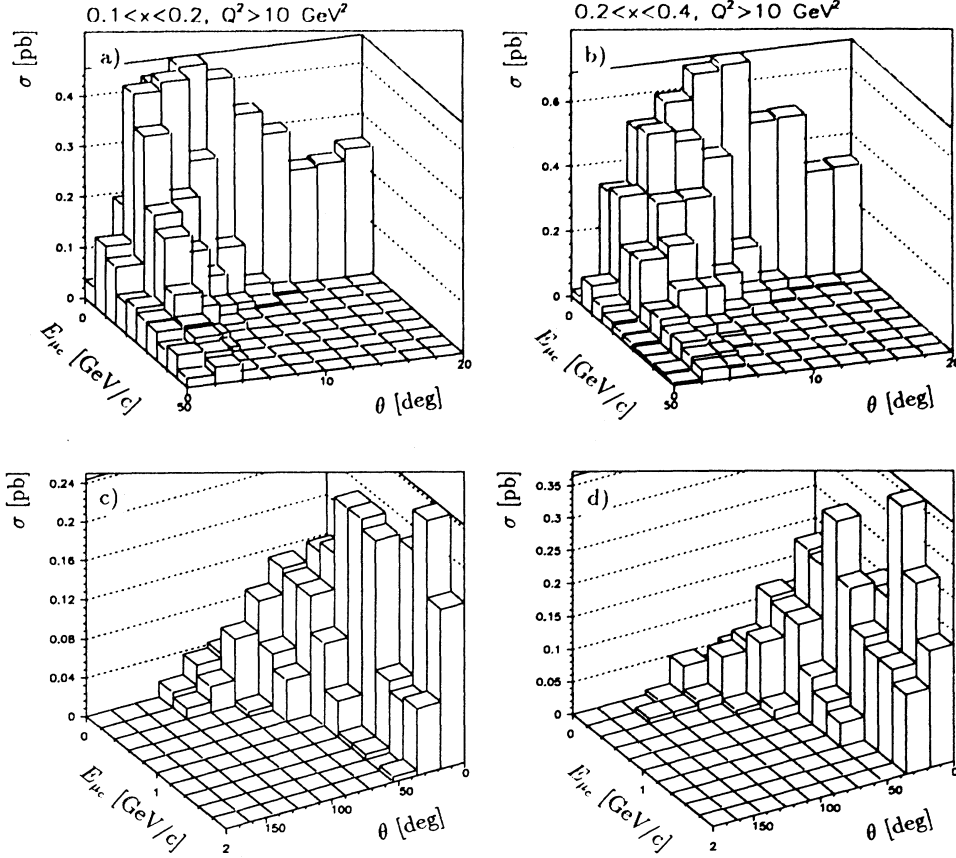 0.1<x<0.2, Q²>10 GeV²
0.2<x<0.4, Q²>10 GeV²
a)
σ [pb]
0.4
0.3
0.2
0.1
0
0
E_μc [GeV/c]
50
0
10
20
θ [deg]
b)
σ [pb]
0.6
0.4
0.2
0
0
E_μc [GeV/c]
50
0
10
20
θ [deg]
c)
σ [pb]
0.24
0.2
0.16
0.12
0.08
0.04
0
0
1
2
E_μc [GeV/c]
150
100
50
0
θ [deg]
d)
σ [pb]
0.35
0.3
0.25
0.2
0.15
0.1
0.05
0
0
1
2
E_μc [GeV/c]
150
100
50
0
θ [deg]